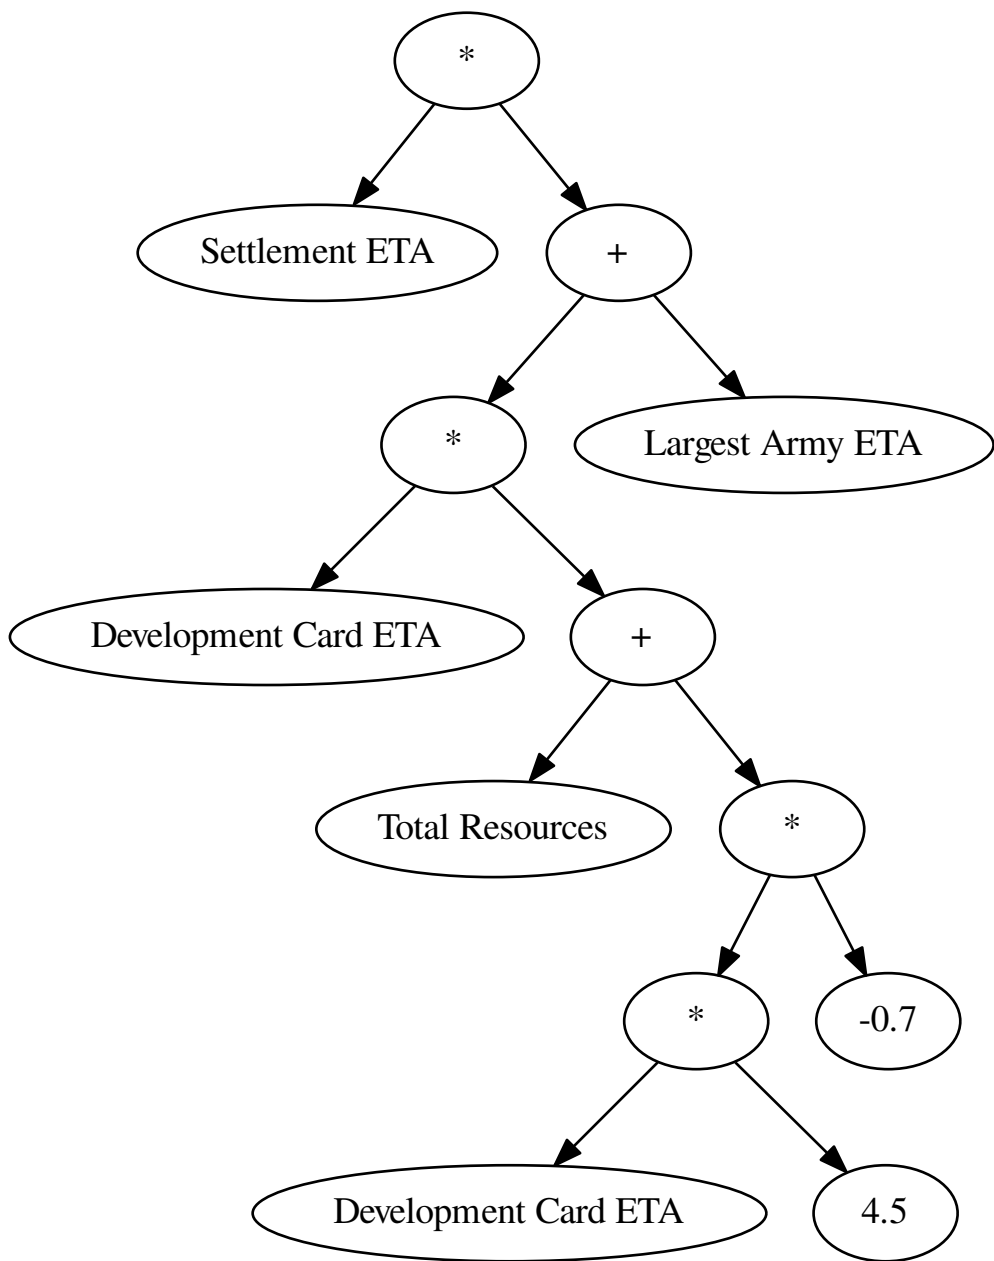 *
Settlement ETA
+
*
Largest Army ETA
Development Card ETA
+
Total Resources
*
*
-0.7
Development Card ETA
4.5